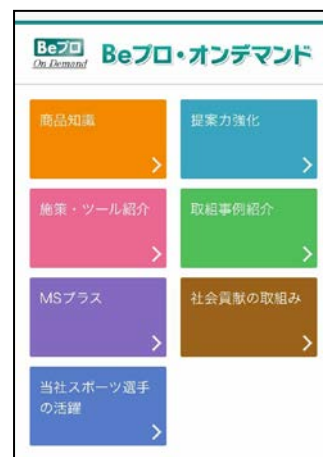 Beプロ
On Demand
Beプロ・オンデマンド
商品知識
提案力強化
施策・ツール紹介
取組事例紹介
MSプラス
社会貢献の取組み
当社スポーツ選手
の活躍